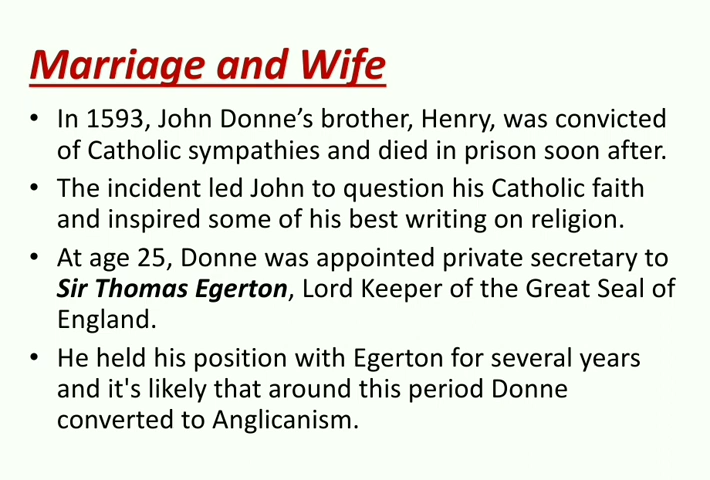 Marriage and Wife
• In 1593, John Donne’s brother, Henry, was convicted
of Catholic sympathies and died in prison soon after.
• The incident led John to question his Catholic faith
and inspired some of his best writing on religion.
• At age 25, Donne was appointed private secretary to
Sir Thomas Egerton, Lord Keeper of the Great Seal of
England.
• He held his position with Egerton for several years
and it's likely that around this period Donne
converted to Anglicanism.